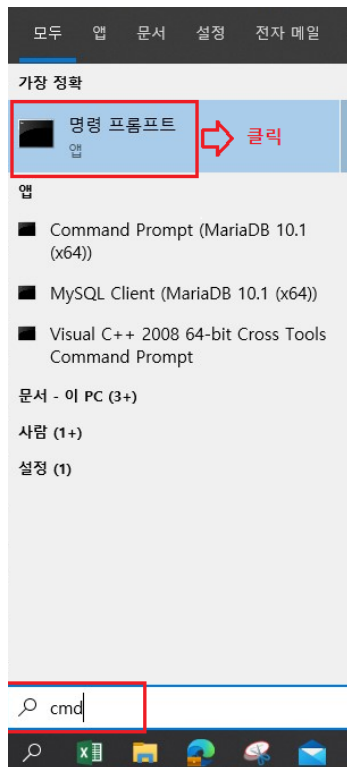 모두 앱 문서 설정 전자 메일
가장 정확
명령 프롬프트
앱
클릭
앱
Command Prompt (MariaDB 10.1
(x64))
MySQL Client (MariaDB 10.1 (x64))
Visual C++ 2008 64-bit Cross Tools
Command Prompt
문서 - 이 PC (3+)
사람 (1+)
설정 (1)
cmd